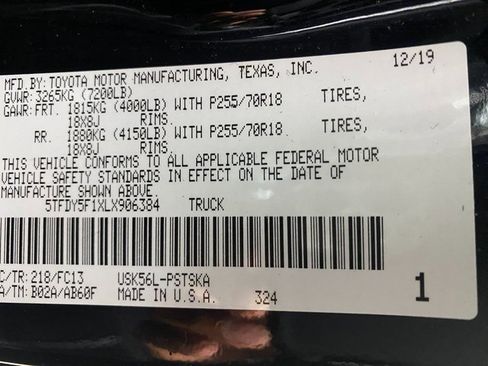 MFD. BY: TOYOTA MOTOR MANUFACTURING, TEXAS, INC. 12/19
GVWR: 3265KG (7200LB)
GAWR: FRT. 1815KG (4000LB) WITH P255/70R18 TIRES,
18X8J RIMS.
RR. 1880KG (4150LB) WITH P255/70R18 TIRES,
18X8J RIMS.
THIS VEHICLE CONFORMS TO ALL APPLICABLE FEDERAL MOTOR
VEHICLE SAFETY STANDARDS IN EFFECT ON THE DATE OF
MANUFACTURE SHOWN ABOVE.
5TFDY5F1XLX906384 TRUCK
C/TR: 218/FC13 USK56L-PSTSKA
A/TM: B02A/AB60F MADE IN U.S.A. 324 1